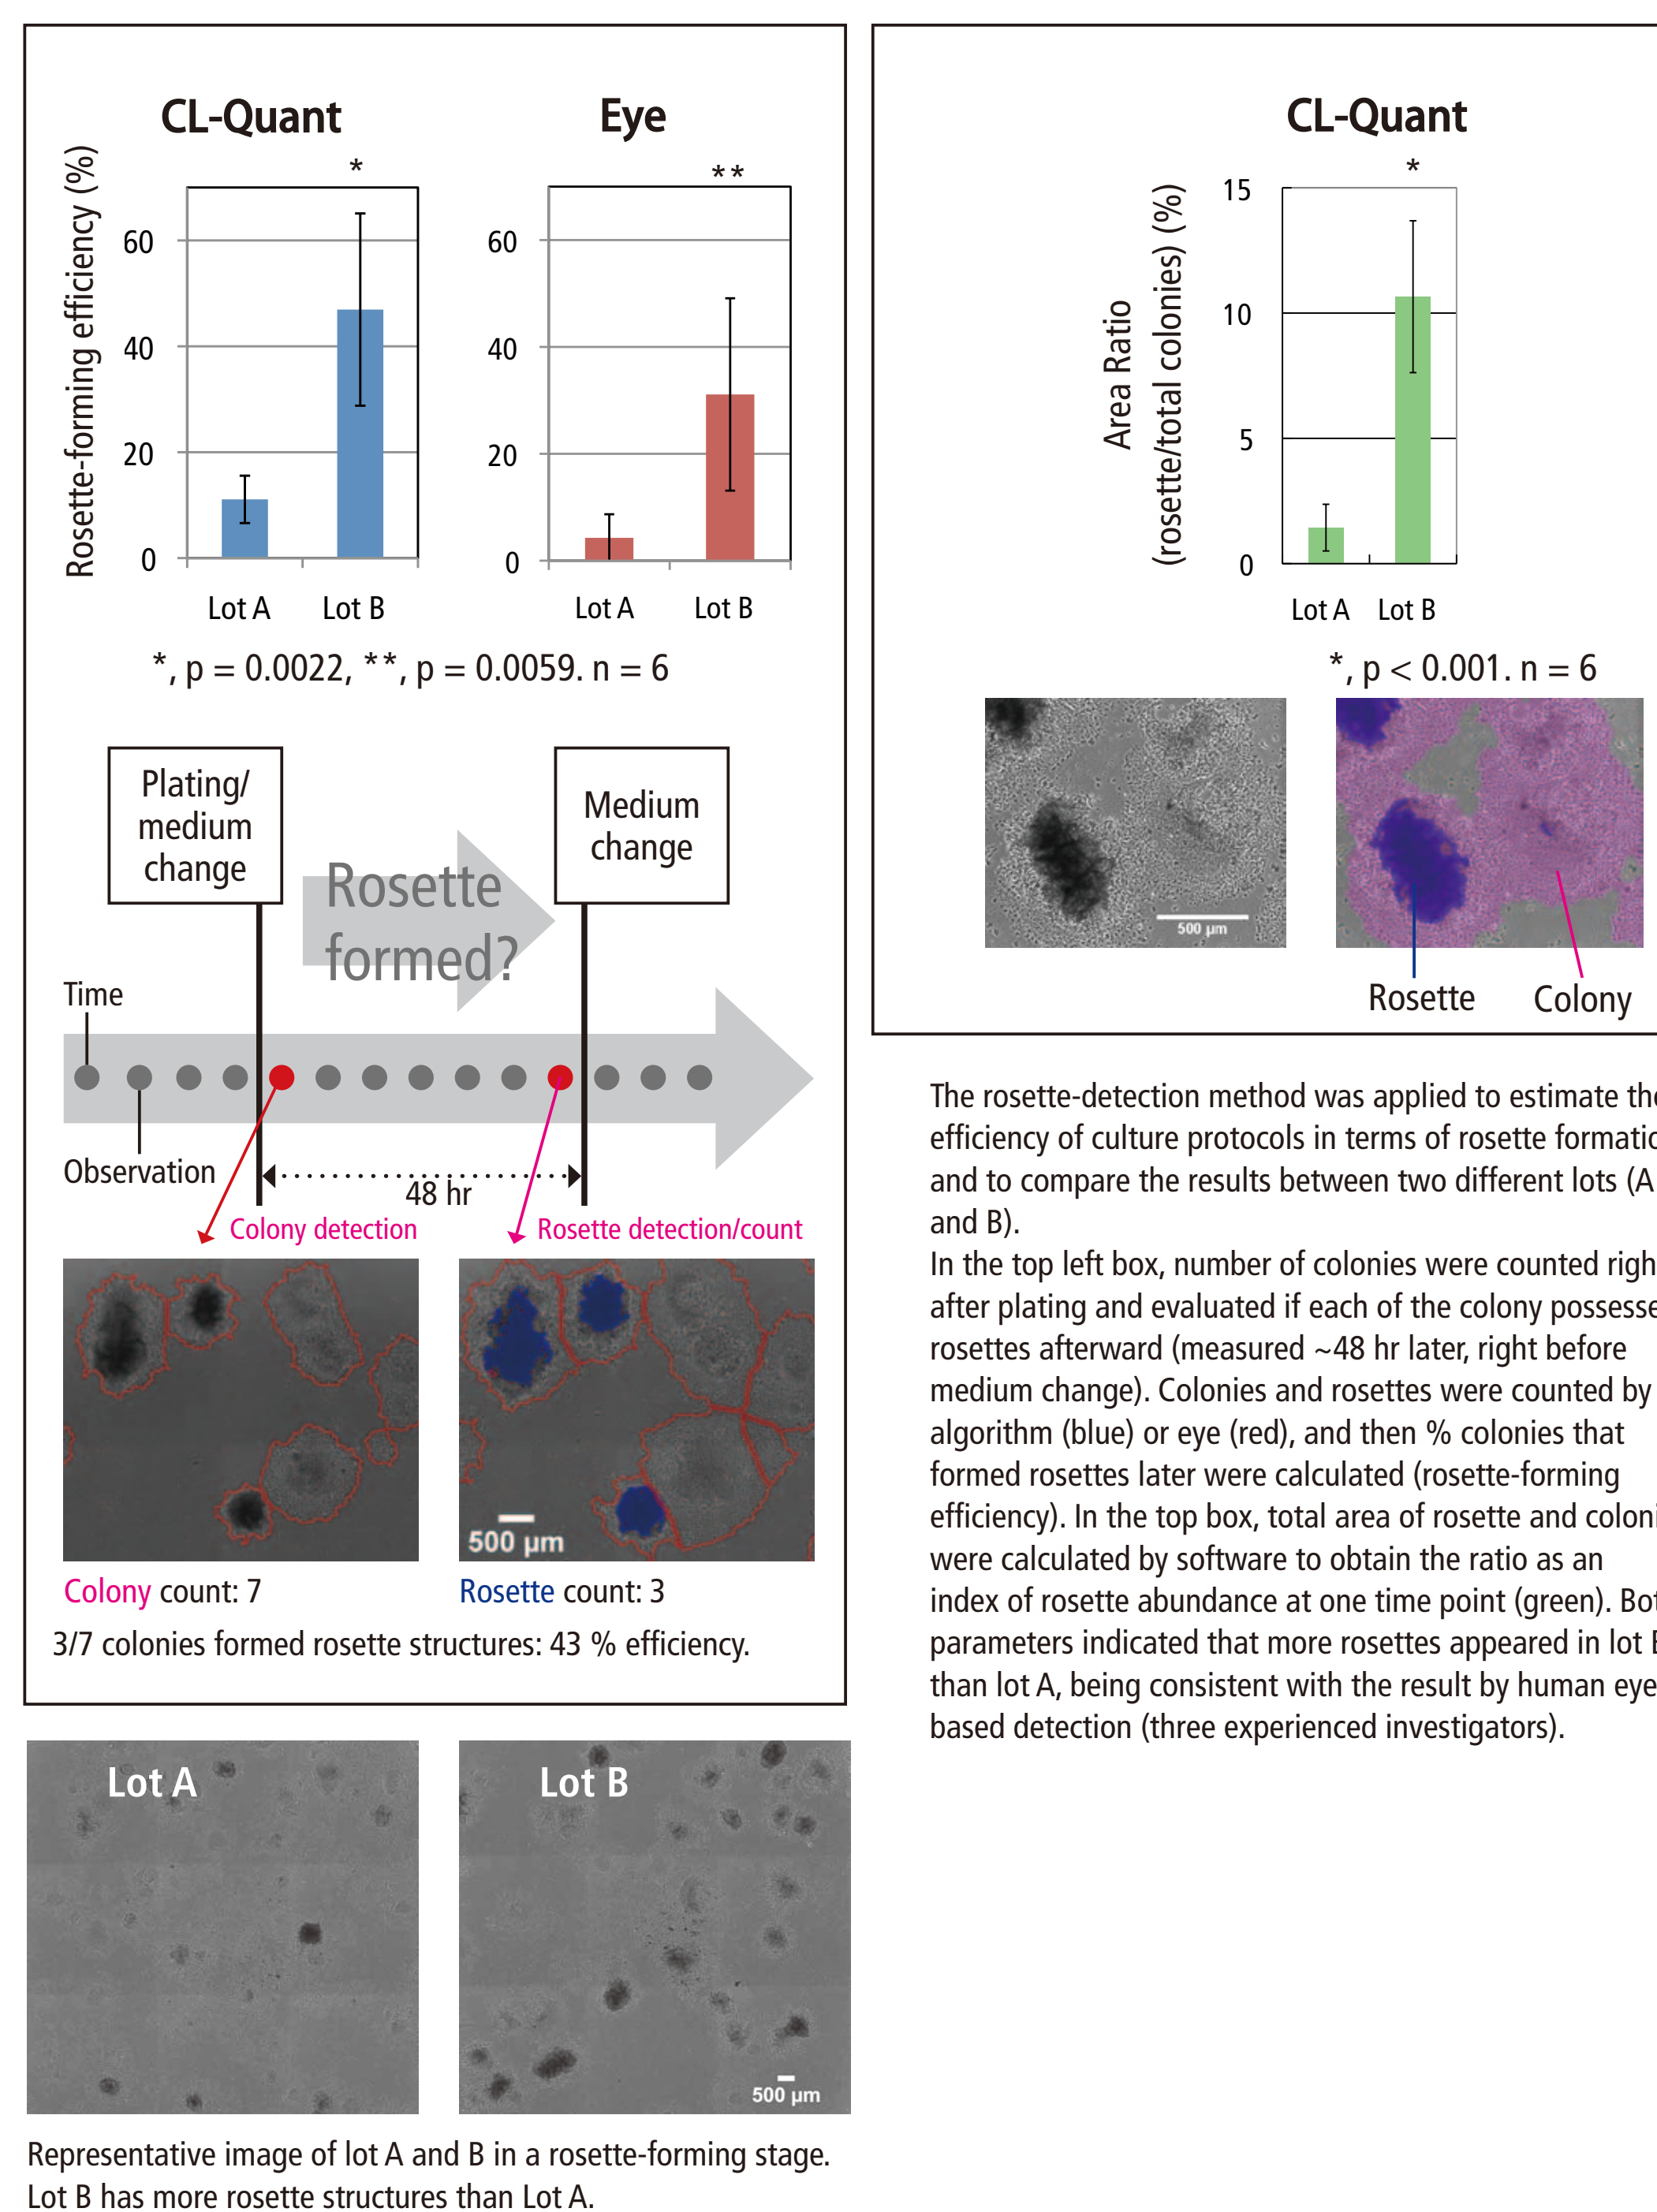 CL-Quant
Eye
Rosette-forming efficiency (%)
*
60
40
20
0
Lot A
Lot B
**
60
40
20
0
Lot A
Lot B
*, p = 0.0022, **, p = 0.0059. n = 6
Plating/
medium
change
Medium
change
Rosette
formed?
Time
Observation
48 hr
Colony detection
Rosette detection/count
500 µm
Colony count: 7
Rosette count: 3
3/7 colonies formed rosette structures: 43 % efficiency.
Lot A
Lot B
500 µm
Representative image of lot A and B in a rosette-forming stage.
Lot B has more rosette structures than Lot A.
CL-Quant
Area Ratio
(rosette/total colonies) (%)
*
15
10
5
0
Lot A
Lot B
*, p < 0.001. n = 6
500 µm
Rosette
Colony
The rosette-detection method was applied to estimate the
efficiency of culture protocols in terms of rosette formatio
and to compare the results between two different lots (A
and B).
In the top left box, number of colonies were counted righ
after plating and evaluated if each of the colony possesse
rosettes afterward (measured ~48 hr later, right before
medium change). Colonies and rosettes were counted by
algorithm (blue) or eye (red), and then % colonies that
formed rosettes later were calculated (rosette-forming
efficiency). In the top box, total area of rosette and coloni
were calculated by software to obtain the ratio as an
index of rosette abundance at one time point (green). Bot
parameters indicated that more rosettes appeared in lot B
than lot A, being consistent with the result by human eye
based detection (three experienced investigators).